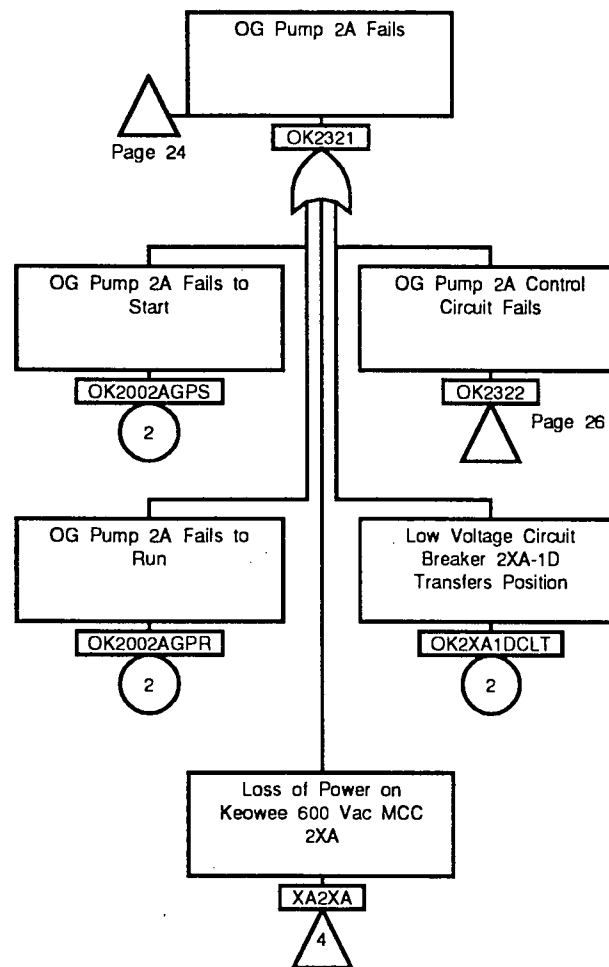 OG Pump 2A Fails
Page 24
OK2321
OG Pump 2A Fails to
Start
OK2002AGPS
2
OG Pump 2A Control
Circuit Fails
OK2322
Page 26
OG Pump 2A Fails to
Run
OK2002AGPR
2
Low Voltage Circuit
Breaker 2XA-1D
Transfers Position
OK2XA1DCLT
2
Loss of Power on
Keowee 600 Vac MCC
2XA
XA2XA
4